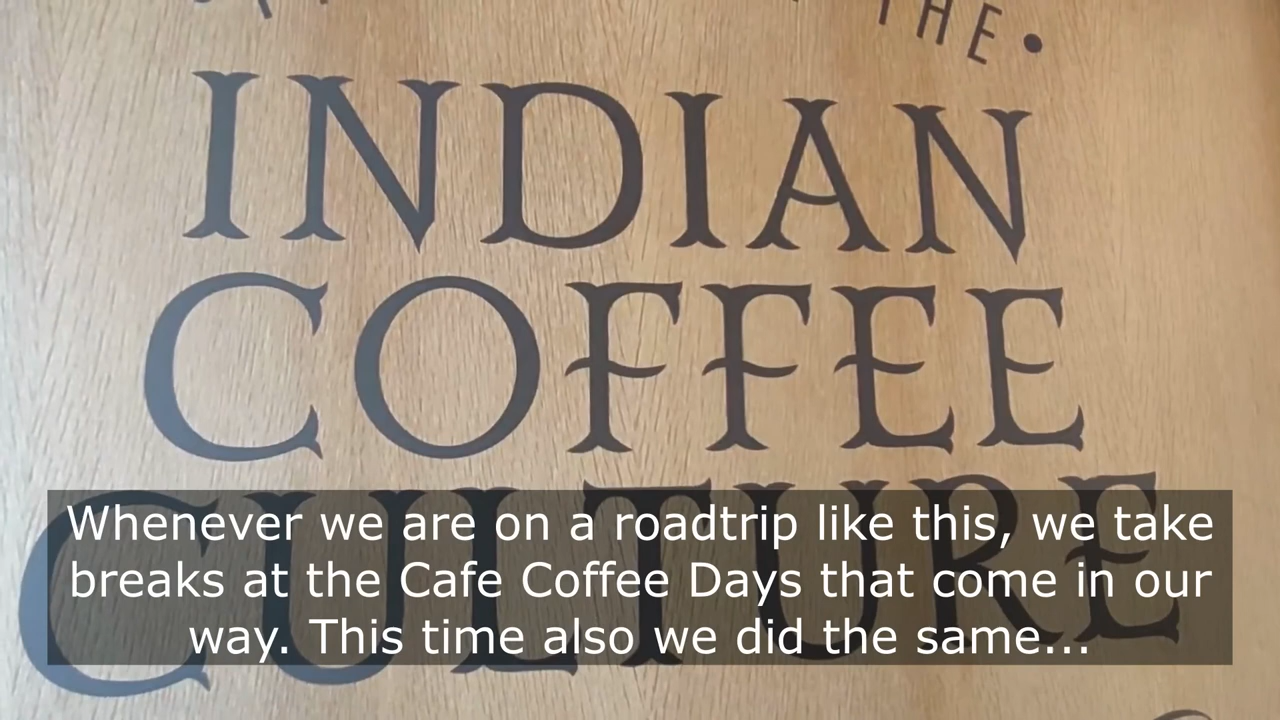 THE•
INDIAN
COFFEE
CULTURE
Whenever we are on a roadtrip like this, we take
breaks at the Cafe Coffee Days that come in our
way. This time also we did the same...